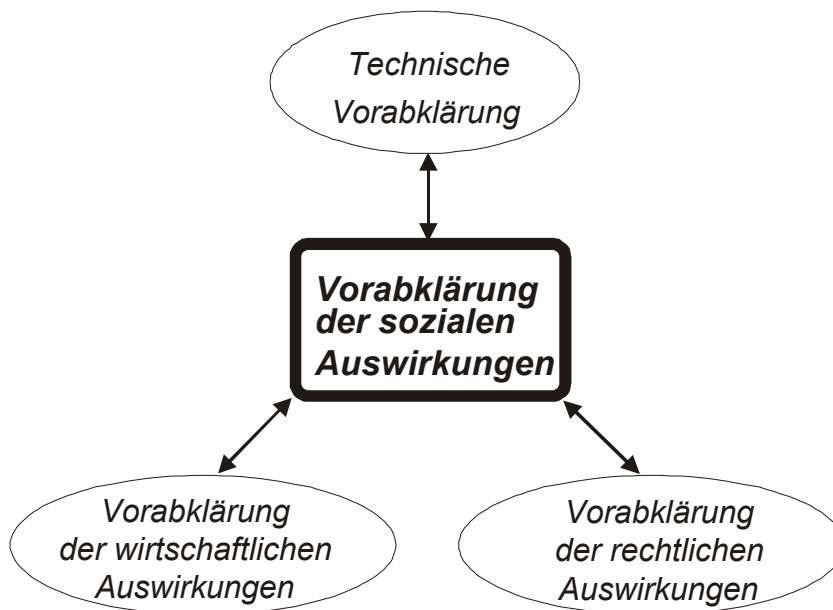 Technische
Vorabklärung
Vorabklärung
der sozialen
Auswirkungen
Vorabklärung
der wirtschaftlichen
Auswirkungen
Vorabklärung
der rechtlichen
Auswirkungen